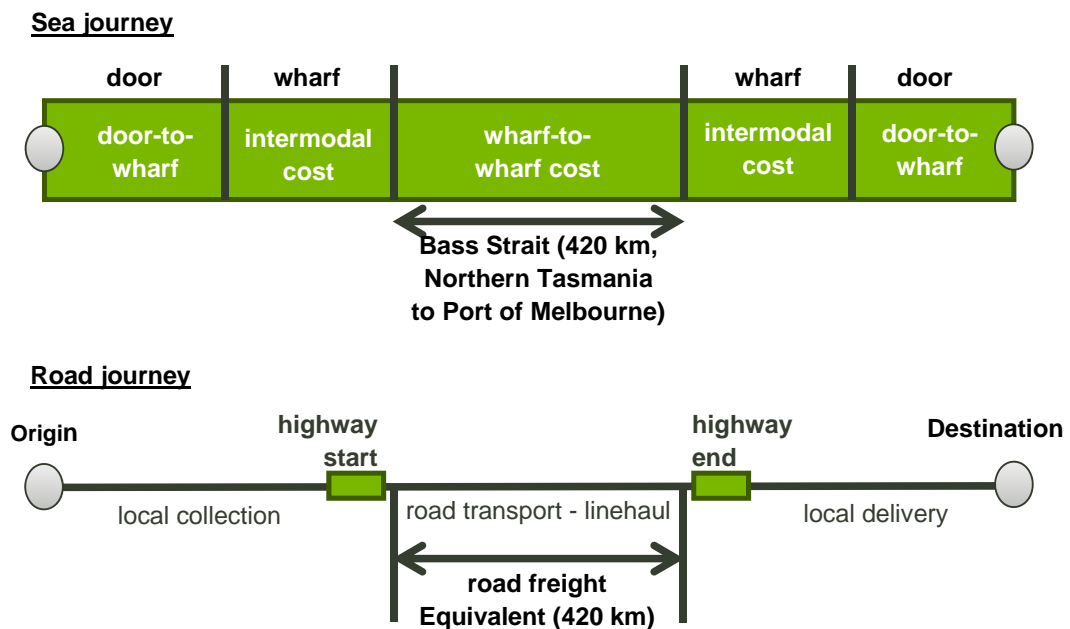 Sea journey
door wharf wharf door
door-to-
wharf
intermodal
cost
wharf-to-
wharf cost
intermodal
cost
door-to-
wharf
Bass Strait (420 km,
Northern Tasmania
to Port of Melbourne)
Road journey
Origin
highway
start
highway
end
Destination
local collection
road transport - linehaul
local delivery
road freight
Equivalent (420 km)